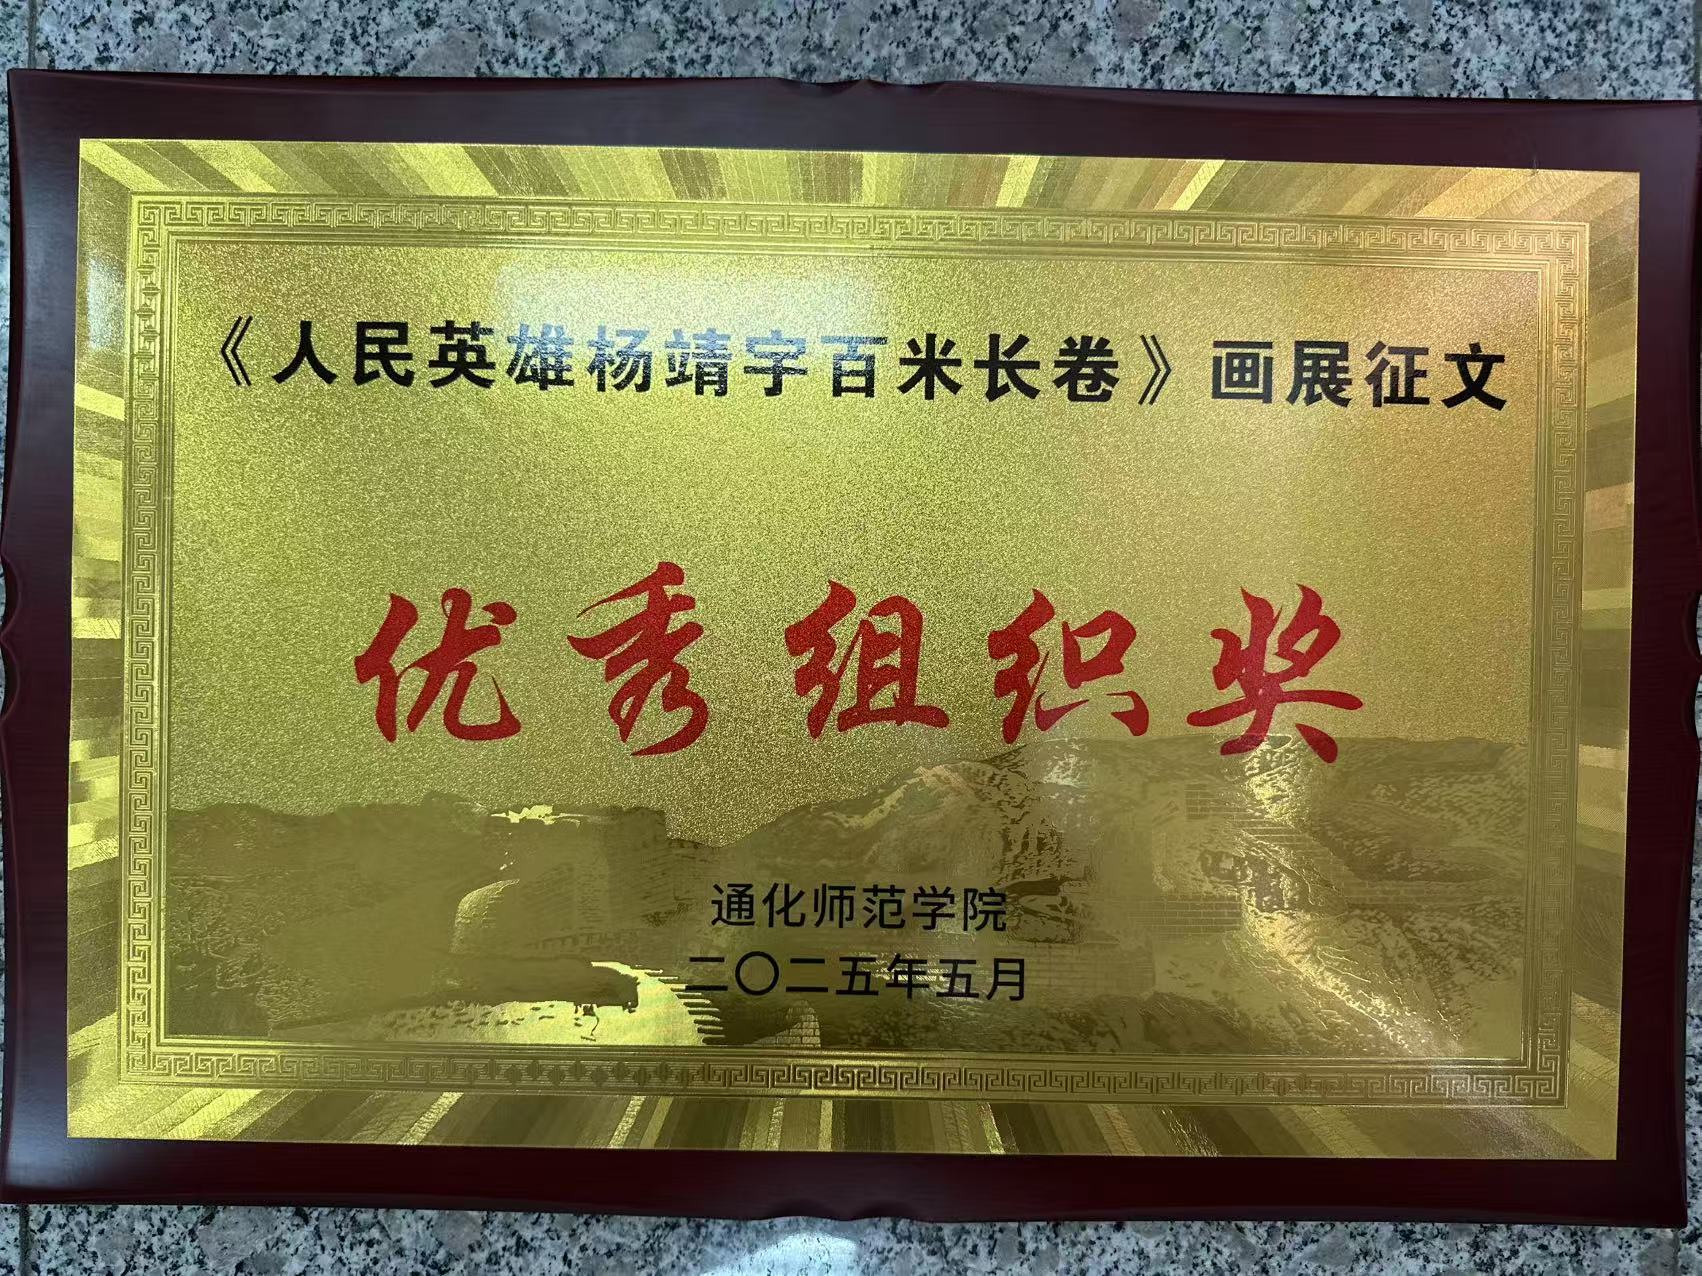 《人民英雄杨靖宇百米长卷》画展征文
优秀组织奖
通化师范学院
二〇二五年五月